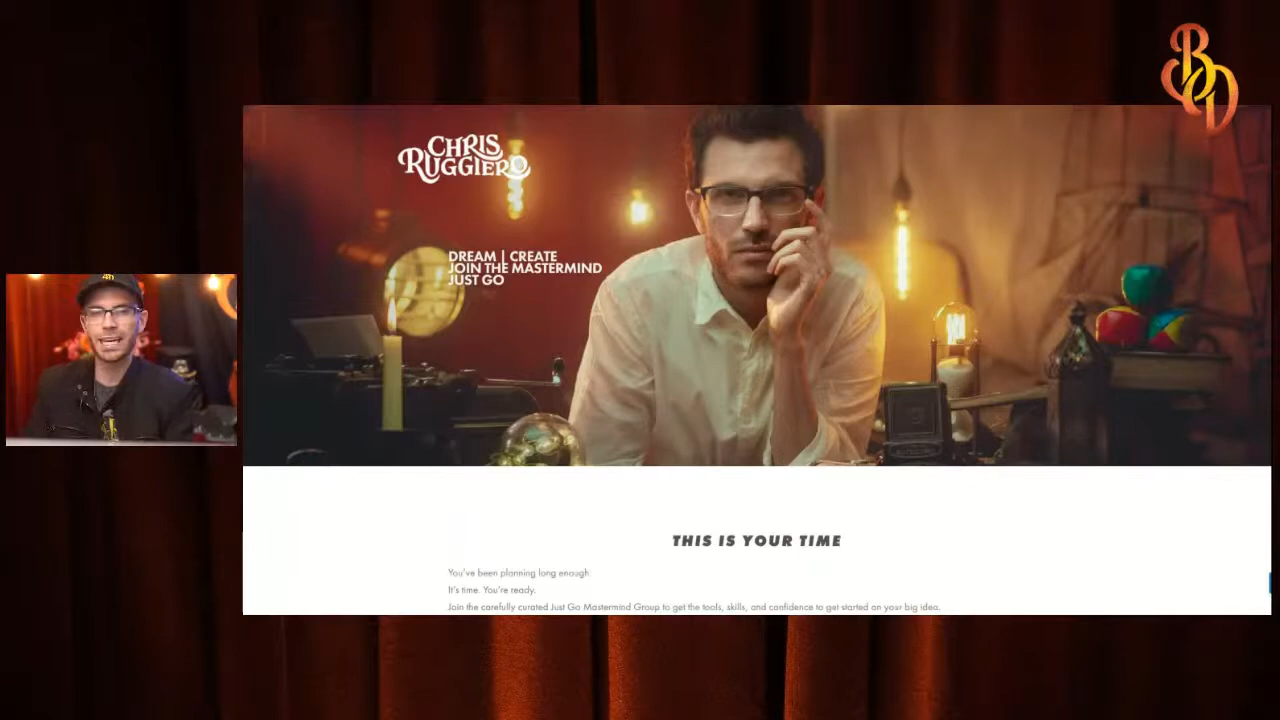 BD
CHRIS
RUGGIERO
DREAM | CREATE
JOIN THE MASTERMIND
JUST GO
THIS IS YOUR TIME
You've been planning long enough
It's time. You're ready.
Join the carefully curated Just Go Mastermind Group to get the tools, skills, and confidence to get started on your big idea.